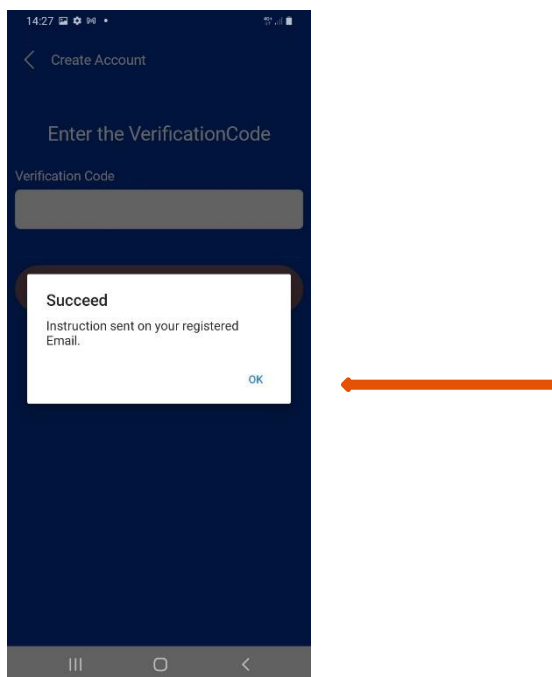 14:27
Create Account
Enter the VerificationCode
Verification Code
Succeed
Instruction sent on your registered
Email.
OK